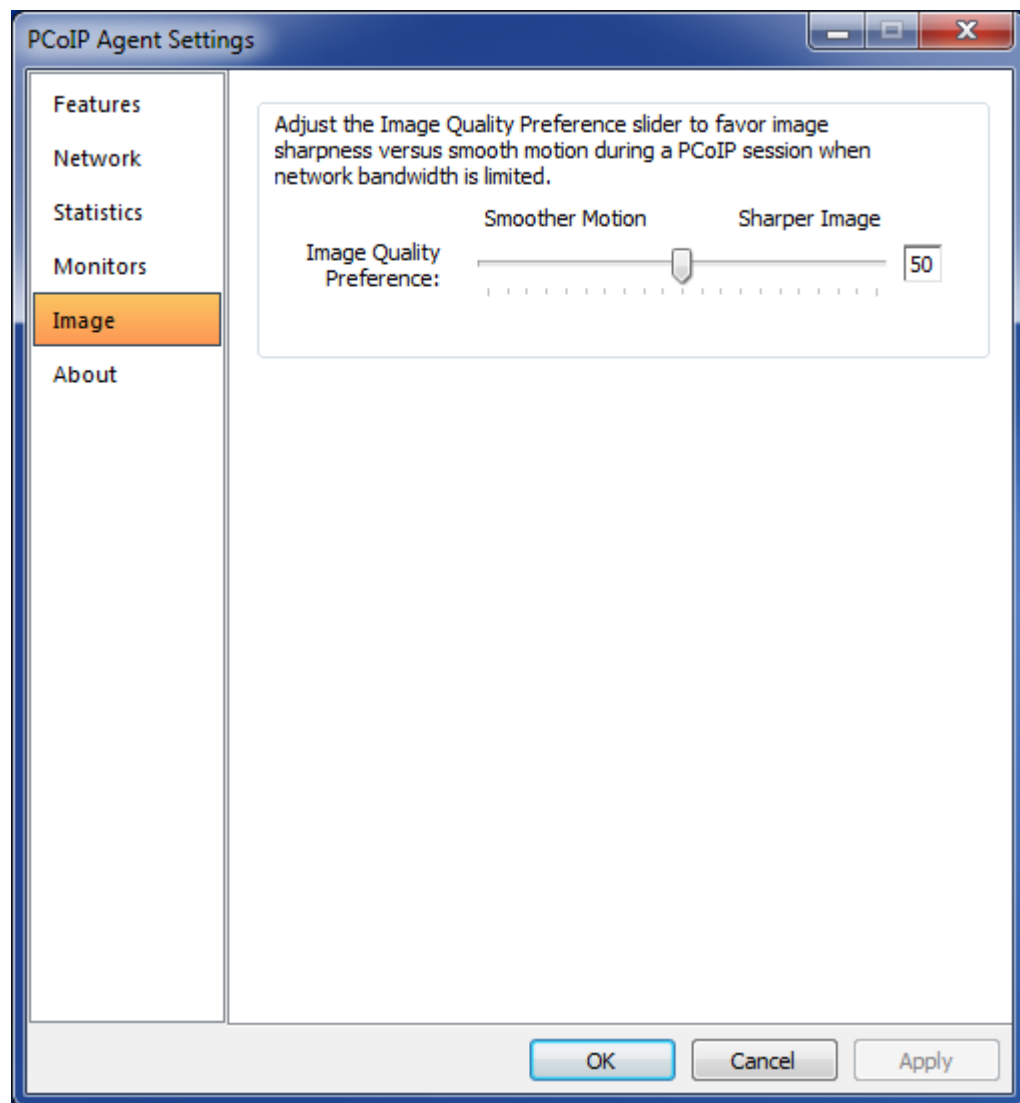 PCoIP Agent Settings
Features
Network
Statistics
Monitors
Image
About
Adjust the Image Quality Preference slider to favor image
sharpness versus smooth motion during a PCoIP session when
network bandwidth is limited.
Smoother Motion Sharper Image
Image Quality
Preference:
50
OK Cancel Apply